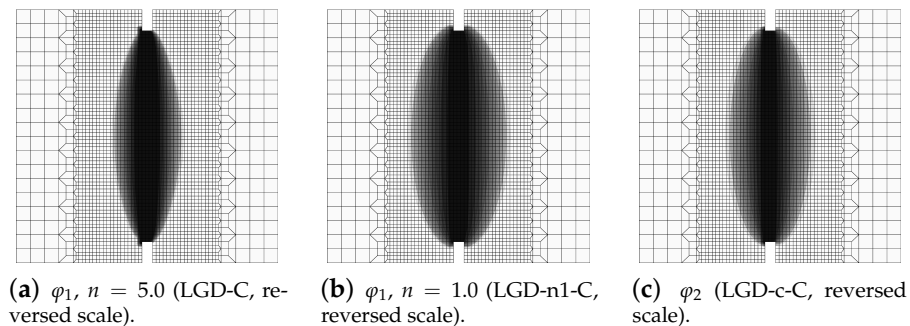 (a) φ₁, n = 5.0 (LGD-C, re-
versed scale).
(b) φ₁, n = 1.0 (LGD-n1-C,
reversed scale).
(c) φ₂ (LGD-c-C, reversed
scale).